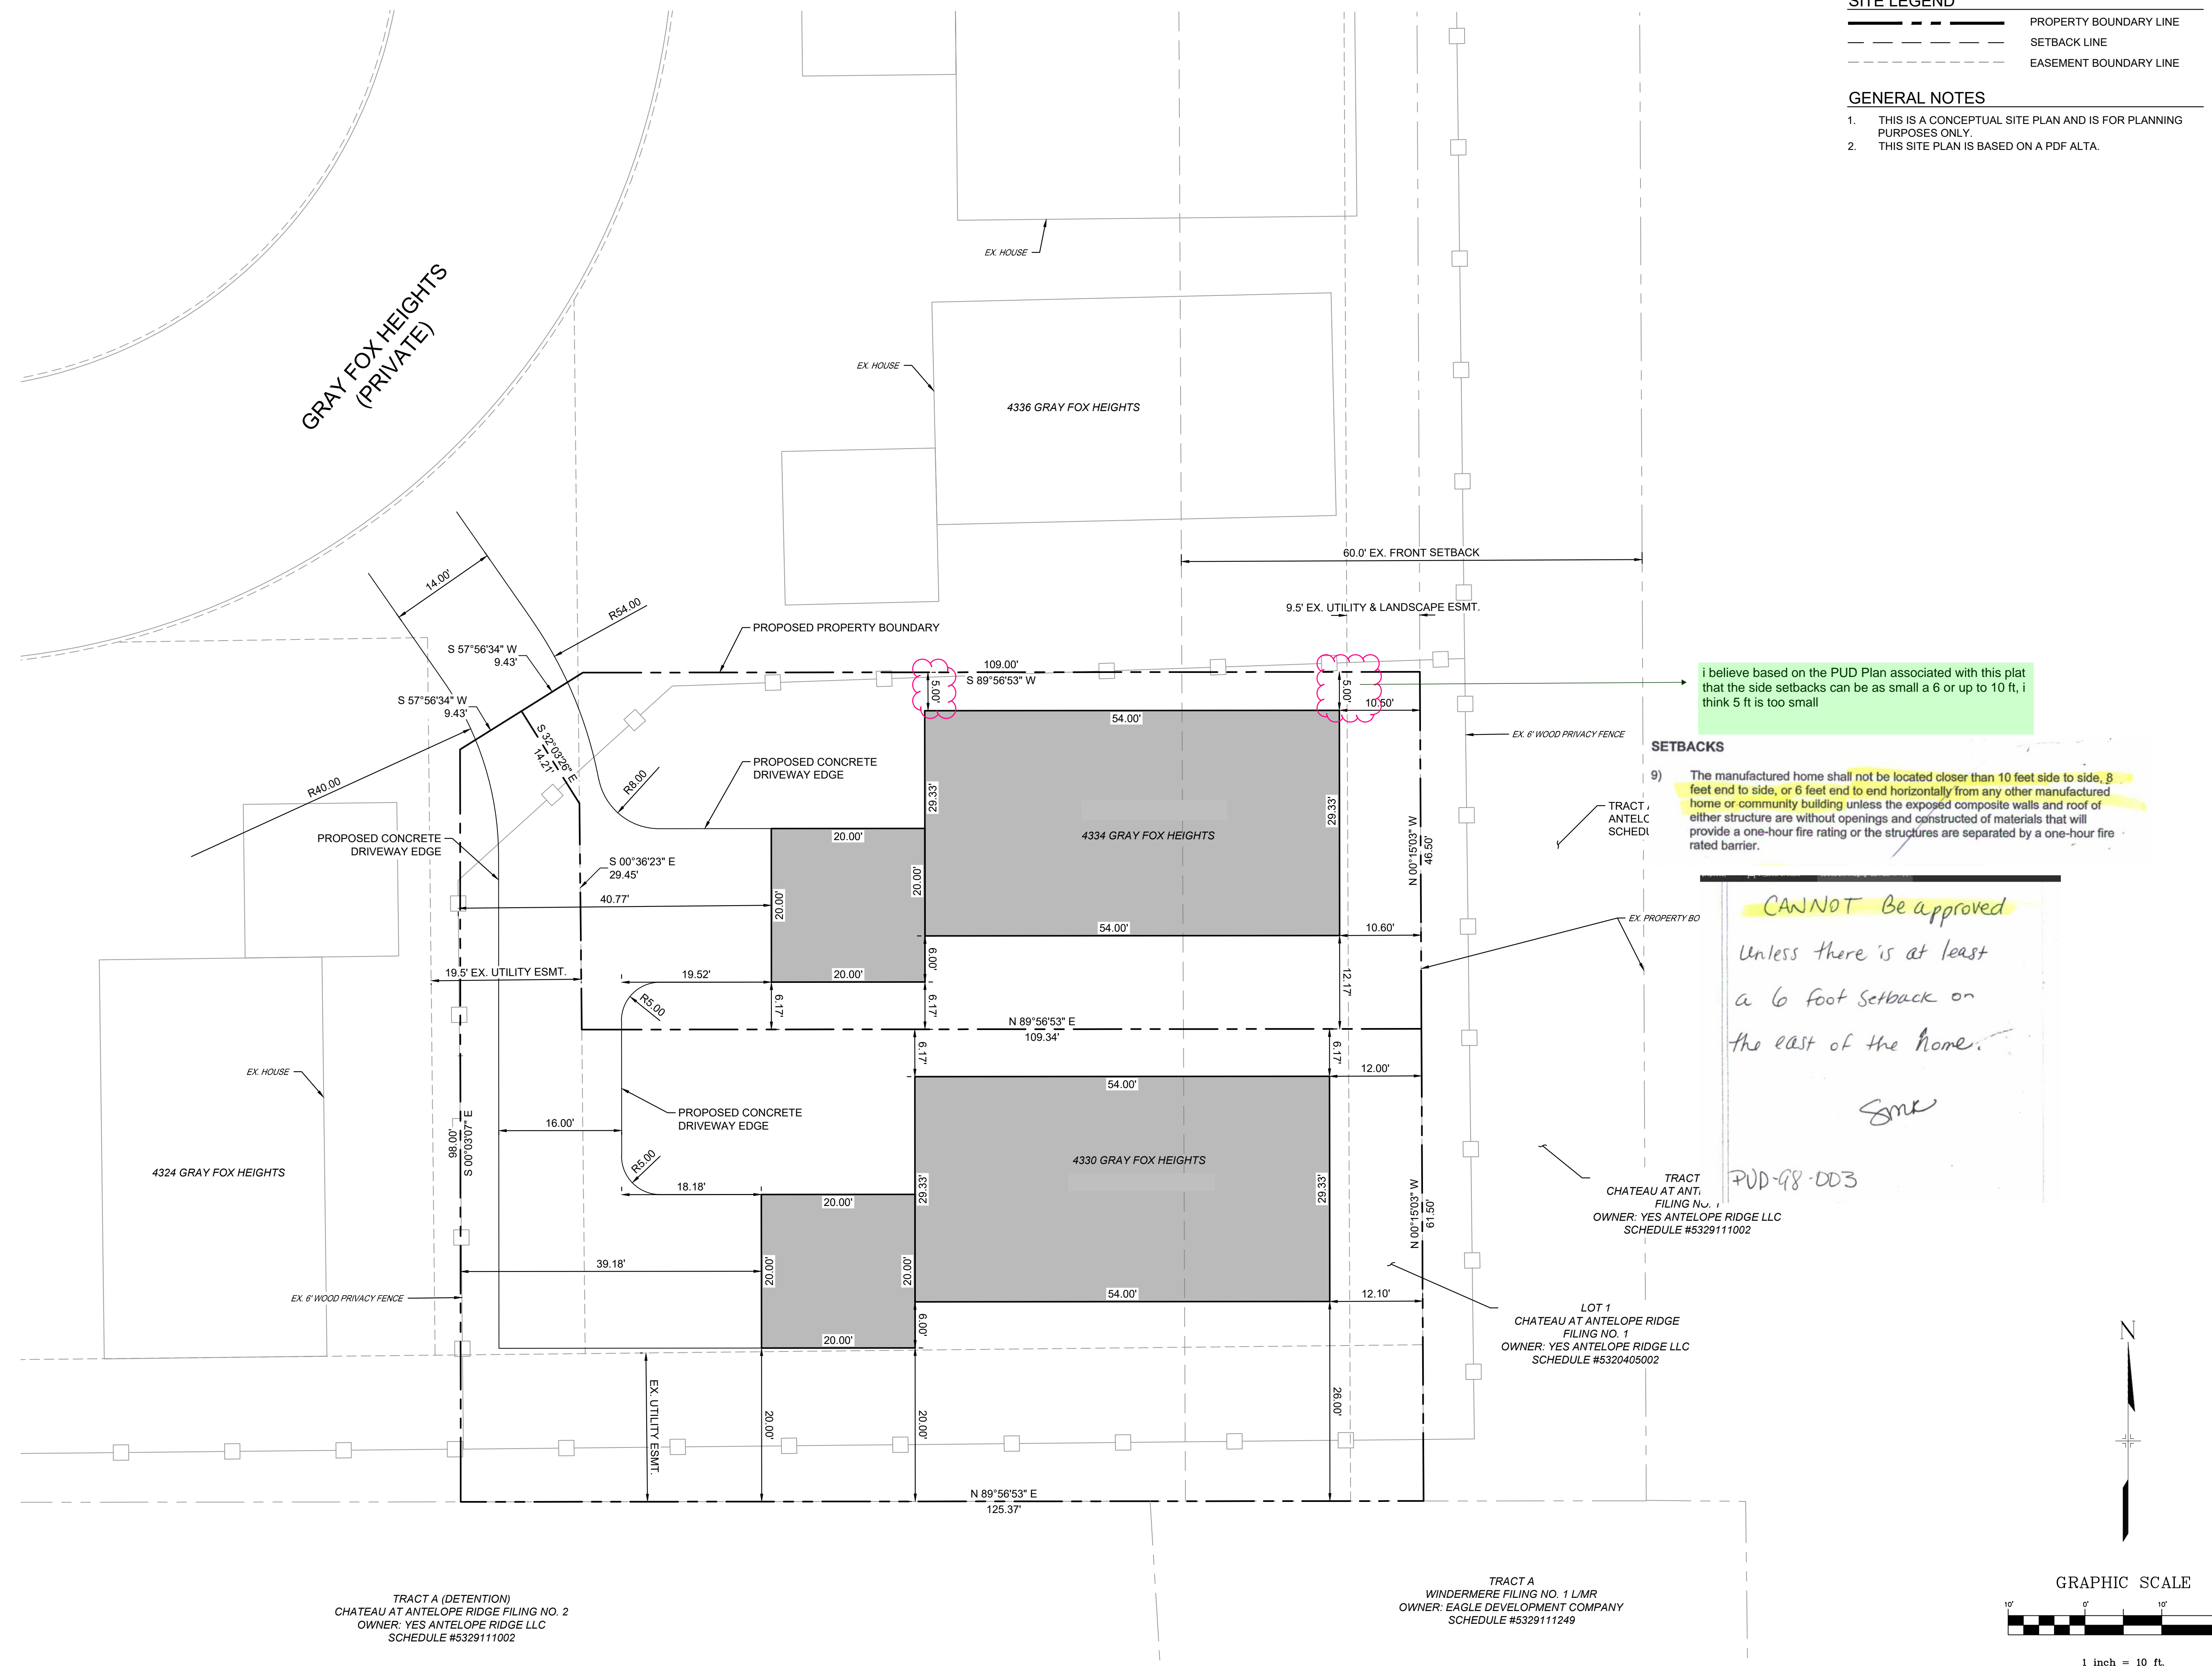 SITE LEGEND
PROPERTY BOUNDARY LINE
SETBACK LINE
EASEMENT BOUNDARY LINE
GENERAL NOTES
1. THIS IS A CONCEPTUAL SITE PLAN AND IS FOR PLANNING
PURPOSES ONLY.
2. THIS SITE PLAN IS BASED ON A PDF ALTA.
GRAY FOX HEIGHTS
(PRIVATE)
EX. HOUSE
EX. HOUSE
4336 GRAY FOX HEIGHTS
60.0' EX. FRONT SETBACK
9.5' EX. UTILITY & LANDSCAPE ESMT.
14.00'
R54.00
PROPOSED PROPERTY BOUNDARY
S 57°56'34" W
9.43'
S 57°56'34" W
9.43'
109.00'
S 89°56'53" W
5.00'
5.00'
10.50'
54.00'
i believe based on the PUD Plan associated with this plat
that the side setbacks can be as small a 6 or up to 10 ft, i
think 5 ft is too small
EX. 6' WOOD PRIVACY FENCE
SETBACKS
9) The manufactured home shall not be located closer than 10 feet side to side, 8
feet end to side, or 6 feet end to end horizontally from any other manufactured
home or community building unless the exposed composite walls and roof of
either structure are without openings and constructed of materials that will
provide a one-hour fire rating or the structures are separated by a one-hour fire
rated barrier.
S 32°03'26" E
14.21'
R40.00
R8.00
PROPOSED CONCRETE
DRIVEWAY EDGE
PROPOSED CONCRETE
DRIVEWAY EDGE
29.33'
29.33'
4334 GRAY FOX HEIGHTS
20.00'
20.00'
20.00'
S 00°36'23" E
29.45'
40.77'
N 00°15'03" W
46.50'
TRACT
ANTELO
SCHEDU
CANNOT Be approved
Unless there is at least
a 6 foot Setback on
the east of the home.
SMK
PUD-98-003
EX. PROPERTY BO
54.00'
10.60'
19.5' EX. UTILITY ESMT.
19.52'
20.00'
6.00'
12.17'
R5.00
6.17'
6.17'
N 89°56'53" E
109.34'
6.17'
6.17'
12.00'
54.00'
EX. HOUSE
16.00'
PROPOSED CONCRETE
DRIVEWAY EDGE
98.00'
S 00°03'07" E
4324 GRAY FOX HEIGHTS
R5.00
18.18'
20.00'
29.33'
4330 GRAY FOX HEIGHTS
29.33'
N 00°15'03" W
61.50'
TRACT
CHATEAU AT ANT
FILING NO. 1
OWNER: YES ANTELOPE RIDGE LLC
SCHEDULE #5329111002
39.18'
20.00'
20.00'
EX. 6' WOOD PRIVACY FENCE
54.00'
12.10'
20.00'
6.00'
LOT 1
CHATEAU AT ANTELOPE RIDGE
FILING NO. 1
OWNER: YES ANTELOPE RIDGE LLC
SCHEDULE #5320405002
EX. UTILITY ESMT.
20.00'
20.00'
26.00'
N 89°56'53" E
125.37'
TRACT A (DETENTION)
CHATEAU AT ANTELOPE RIDGE FILING NO. 2
OWNER: YES ANTELOPE RIDGE LLC
SCHEDULE #5329111002
TRACT A
WINDERMERE FILING NO. 1 L/MR
OWNER: EAGLE DEVELOPMENT COMPANY
SCHEDULE #5329111249
N
GRAPHIC SCALE
10' 0' 10'
1 inch = 10 ft.